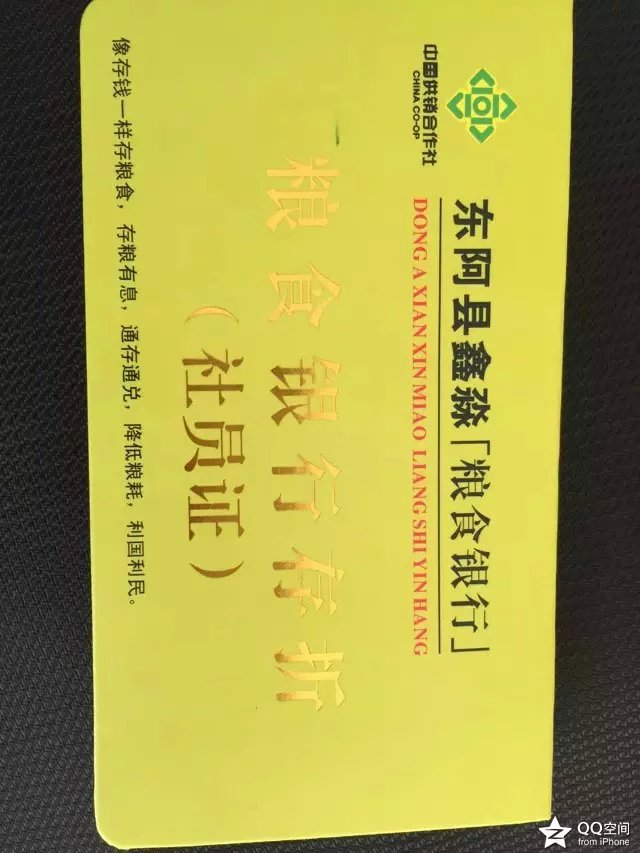 中国供销合作社
CHINA CO-OP
东阿县鑫淼「粮食银行」
DONG A XIAN XIN MIAO LIANG SHI YIN HANG
粮食银行存折
（社员证）
像存钱一样存粮食，存粮有息，通存通兑，降低粮耗，利国利民。
QQ空间
from iPhone